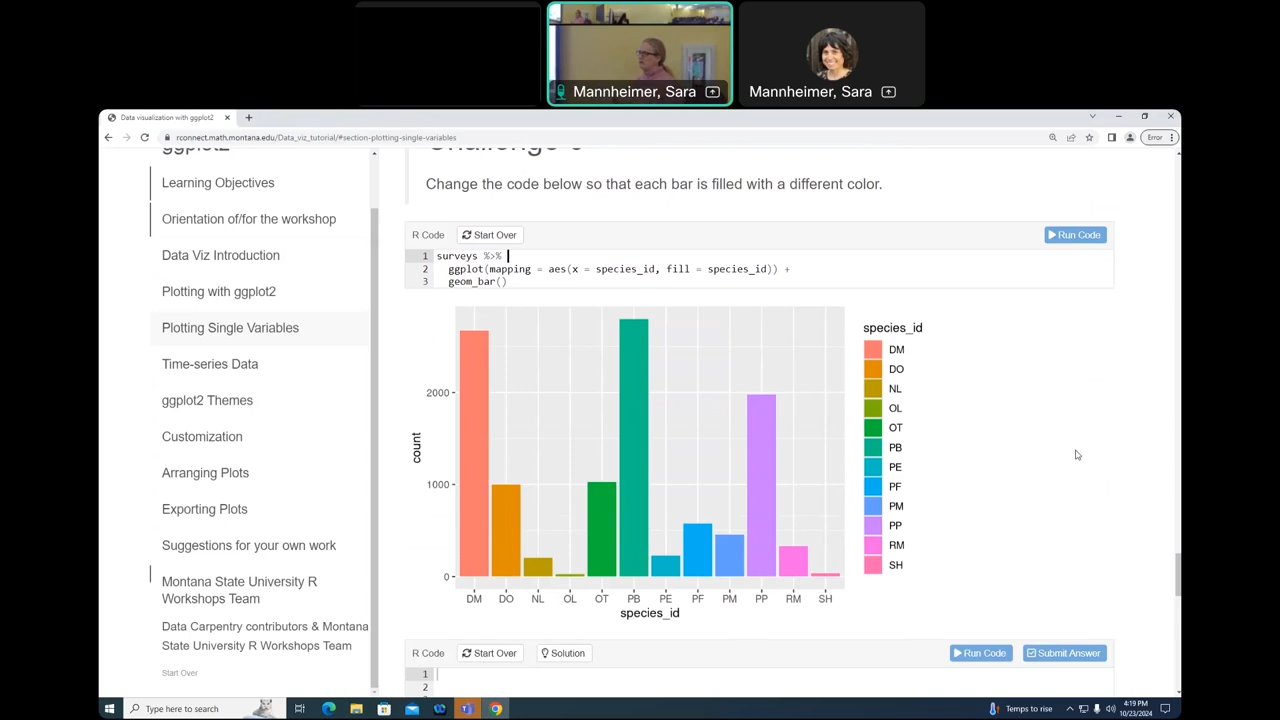 Mannheimer, Sara
Mannheimer, Sara
Data visualization with ggplot2
rconnect.math.montana.edu/Data_viz_tutorial/#section-plotting-single-variables
Error
ggplot2
Learning Objectives
Orientation of/for the workshop
Data Viz Introduction
Plotting with ggplot2
Plotting Single Variables
Time-series Data
ggplot2 Themes
Customization
Arranging Plots
Exporting Plots
Suggestions for your own work
Montana State University R
Workshops Team
Data Carpentry contributors & Montana
State University R Workshops Team
Start Over
Change the code below so that each bar is filled with a different color.
R Code Start Over Run Code
1 surveys %>%
2 ggplot(mapping = aes(x = species_id, fill = species_id)) +
3 geom_bar()
count
2000
1000
0
DM DO NL OL OT PB PE PF PM PP RM SH
species_id
species_id
DM
DO
NL
OL
OT
PB
PE
PF
PM
PP
RM
SH
R Code Start Over Solution Run Code Submit Answer
1
2
Type here to search
Temps to rise
4:19 PM
10/23/2024